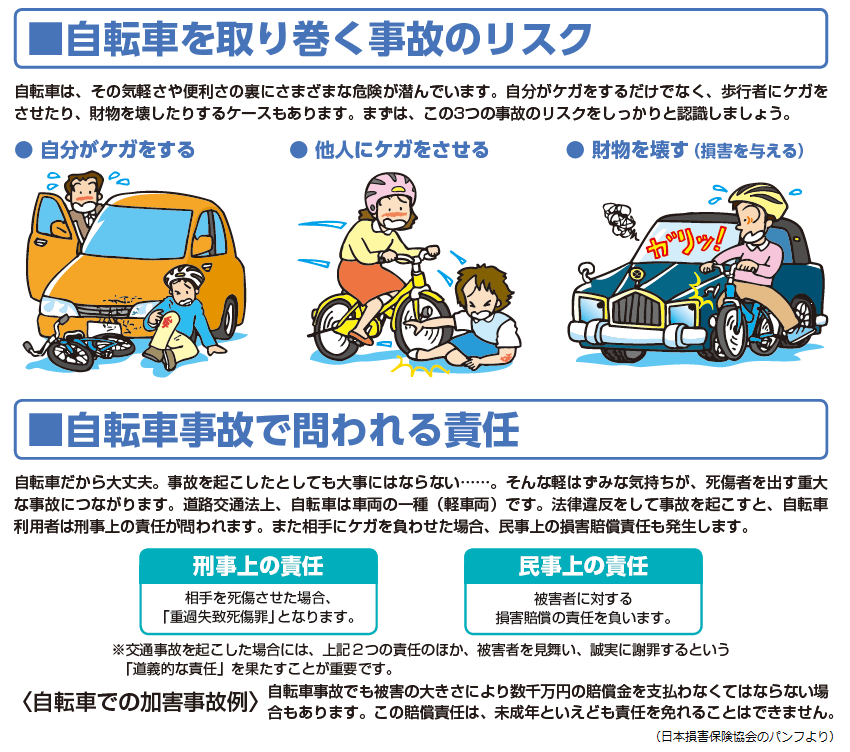 ■自転車を取り巻く事故のリスク
自転車は、その気軽さや便利さの裏にさまざまな危険が潜んでいます。自分がケガをするだけでなく、歩行者にケガを
させたり、財物を壊したりするケースもあります。まずは、この3つの事故のリスクをしっかりと認識しましょう。
● 自分がケガをする
● 他人にケガをさせる
● 財物を壊す（損害を与える）
ガリッ！
■自転車事故で問われる責任
自転車だから大丈夫。事故を起こしたとしても大事にはならない……。そんな軽はずみな気持ちが、死傷者を出す重大
な事故につながります。道路交通法上、自転車は車両の一種（軽車両）です。法律違反をして事故を起こすと、自転車
利用者は刑事上の責任が問われます。また相手にケガを負わせた場合、民事上の損害賠償責任も発生します。
刑事上の責任
相手を死傷させた場合、
「重過失致死傷罪」となります。
民事上の責任
被害者に対する
損害賠償の責任を負います。
※交通事故を起こした場合には、上記２つの責任のほか、被害者を見舞い、誠実に謝罪するという
「道義的な責任」を果たすことが重要です。
〈自転車での加害事故例〉
自転車事故でも被害の大きさにより数千万円の賠償金を支払わなくてはならない場
合もあります。この賠償責任は、未成年といえども責任を免れることはできません。
（日本損害保険協会のパンフより）